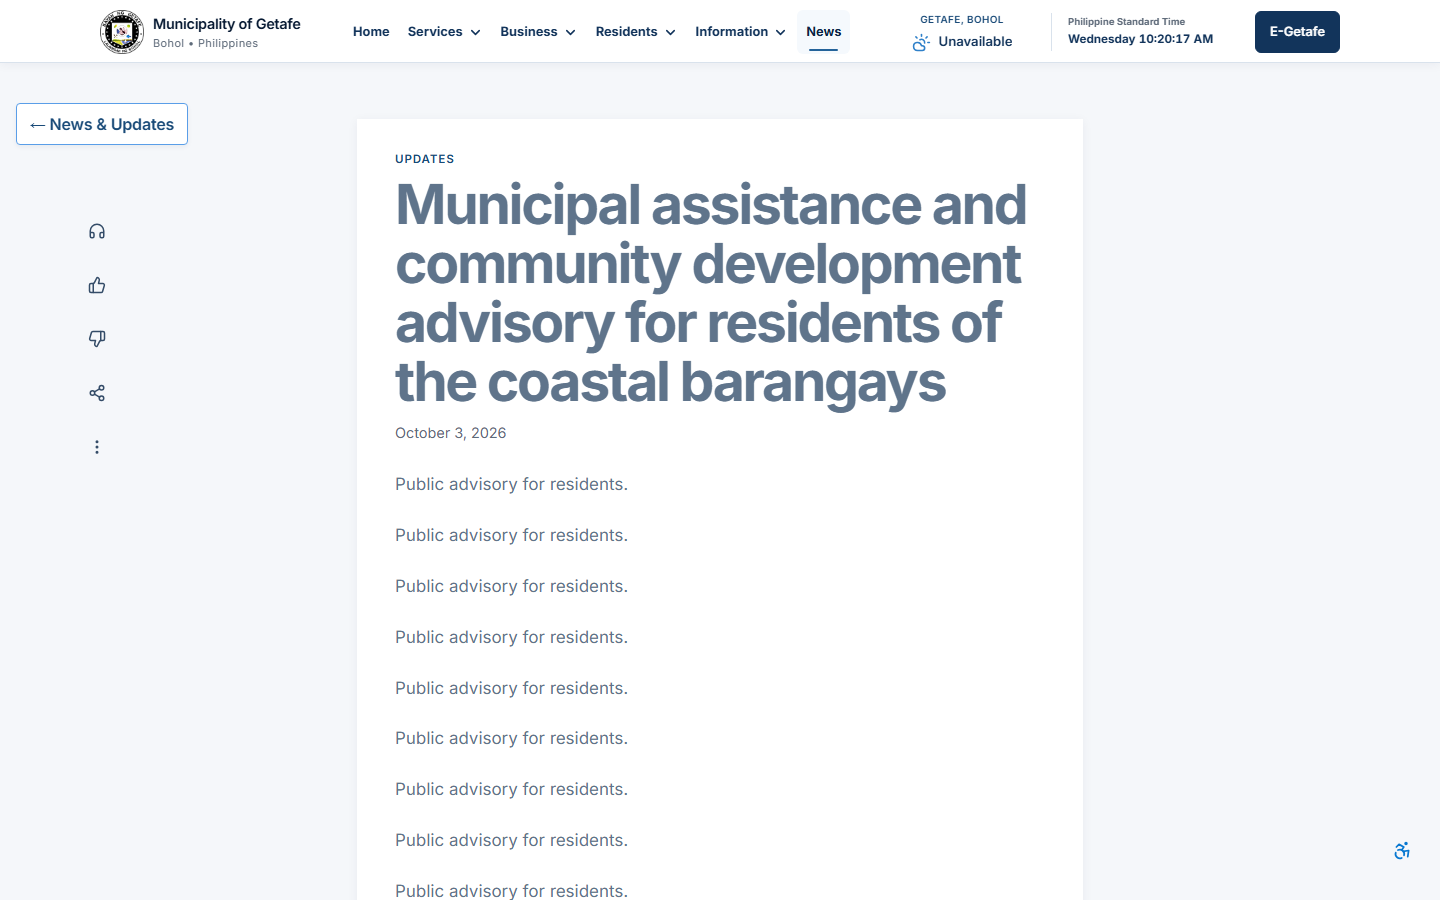 Municipality of Getafe
Bohol • Philippines
Home
Services
Business
Residents
Information
News
GETAFE, BOHOL
Unavailable
Philippine Standard Time
Wednesday 10:20:17 AM
E-Getafe
← News & Updates
UPDATES
Municipal assistance and
community development
advisory for residents of
the coastal barangays
October 3, 2026
Public advisory for residents.
Public advisory for residents.
Public advisory for residents.
Public advisory for residents.
Public advisory for residents.
Public advisory for residents.
Public advisory for residents.
Public advisory for residents.
Public advisory for residents.